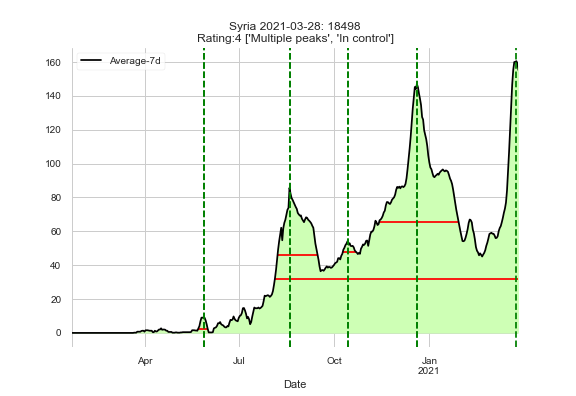 Syria 2021-03-28: 18498
Rating:4 ['Multiple peaks', 'In control']
Average-7d
160
140
120
100
80
60
40
20
0
Apr
Jul
Oct
Jan
2021
Date